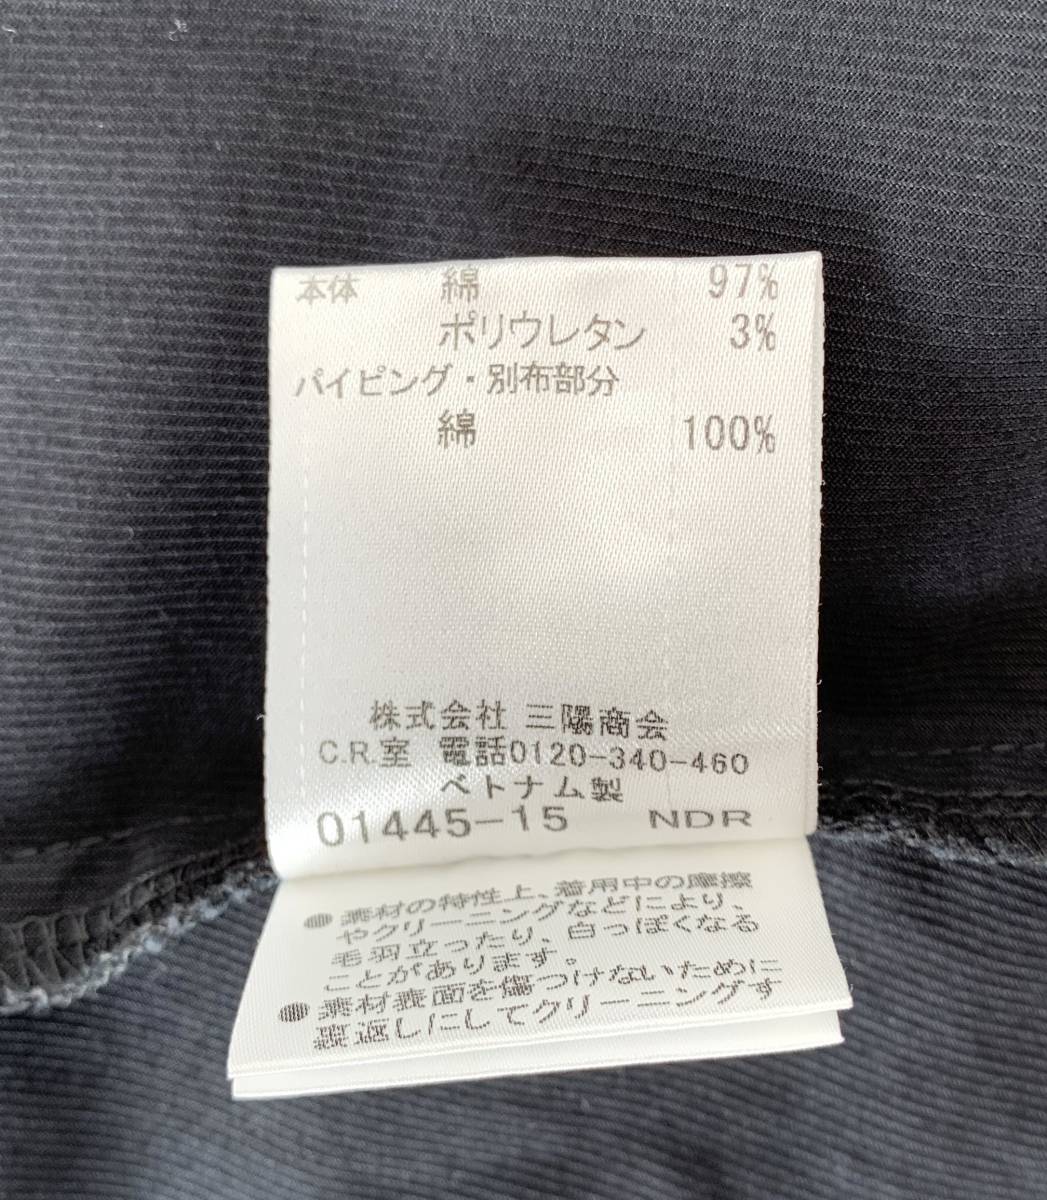 本体 綿 97%
ポリウレタン 3%
パイピング・別布部分
綿 100%
株式会社 三陽商会
C.R.室 電話0120-340-460
ベトナム製
01445-15 NDR
● 素材の特性上、着用中の摩擦
やクリーニングなどにより、
毛羽立ったり、白っぽくなる
ことがあります。
● 素材表面を傷つけないために
裏返しにしてクリーニングす